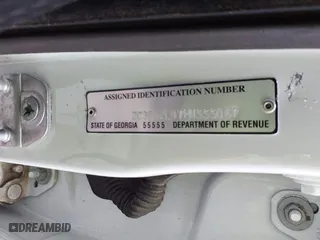 ASSIGNED IDENTIFICATION NUMBER
STATE OF GEORGIA 55555 DEPARTMENT OF REVENUE
DREAMBID